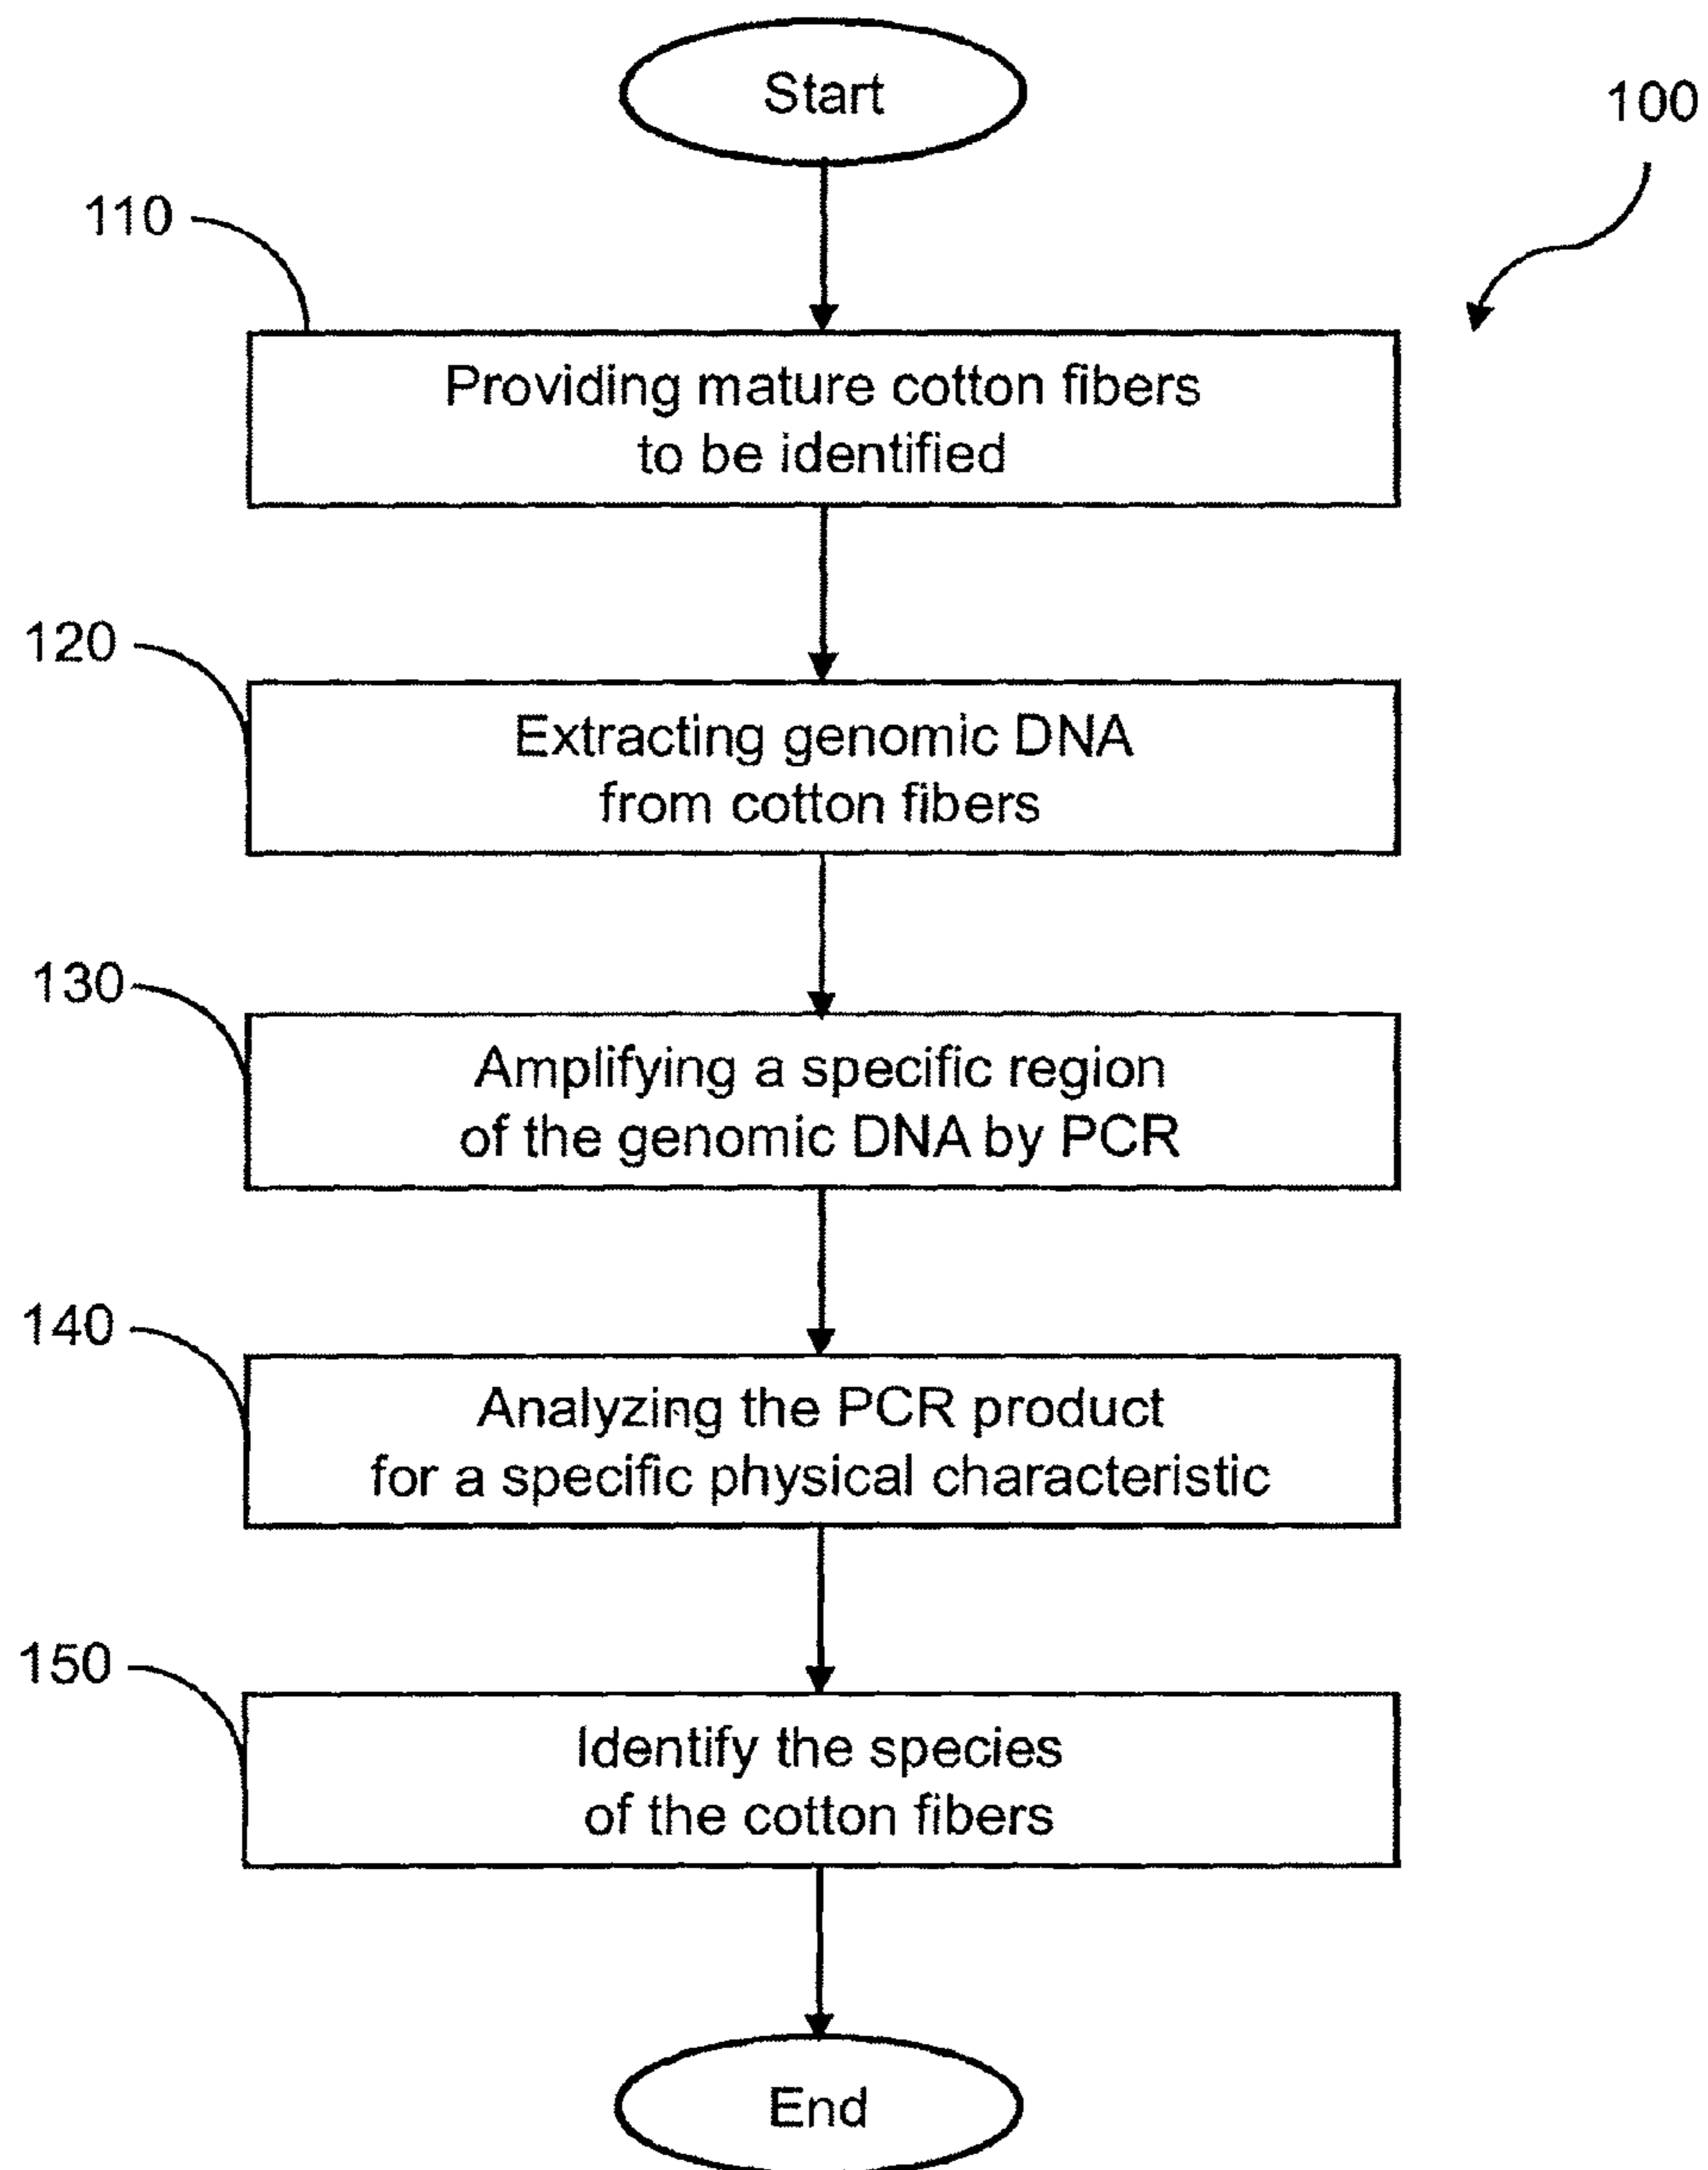 Start
100
110
Providing mature cotton fibers
to be identified
120
Extracting genomic DNA
from cotton fibers
130
Amplifying a specific region
of the genomic DNA by PCR
140
Analyzing the PCR product
for a specific physical characteristic
150
Identify the species
of the cotton fibers
End